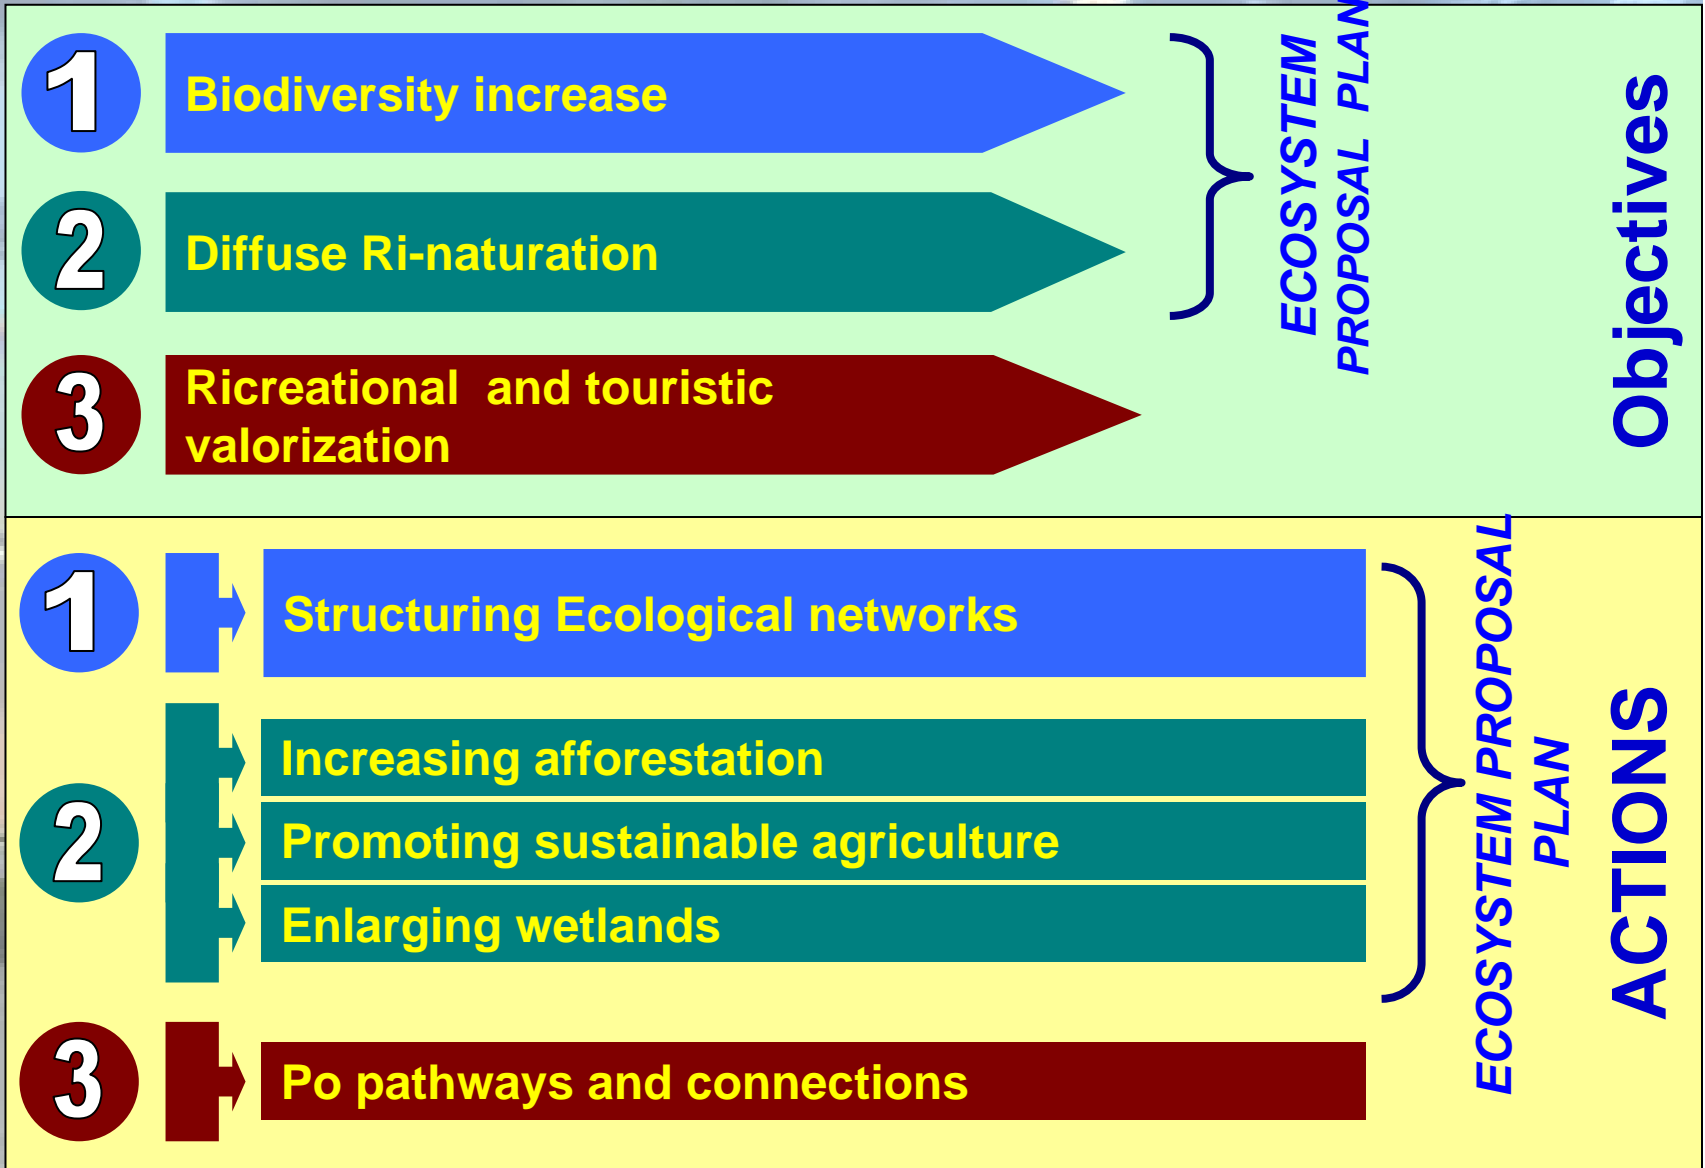 1
Biodiversity increase
2
Diffuse Ri-naturation
3
Ricreational and touristic
valorization
ECOSYSTEM
PROPOSAL PLAN
Objectives
1
Structuring Ecological networks
2
Increasing afforestation
Promoting sustainable agriculture
Enlarging wetlands
3
Po pathways and connections
ECOSYSTEM PROPOSAL
PLAN
ACTIONS